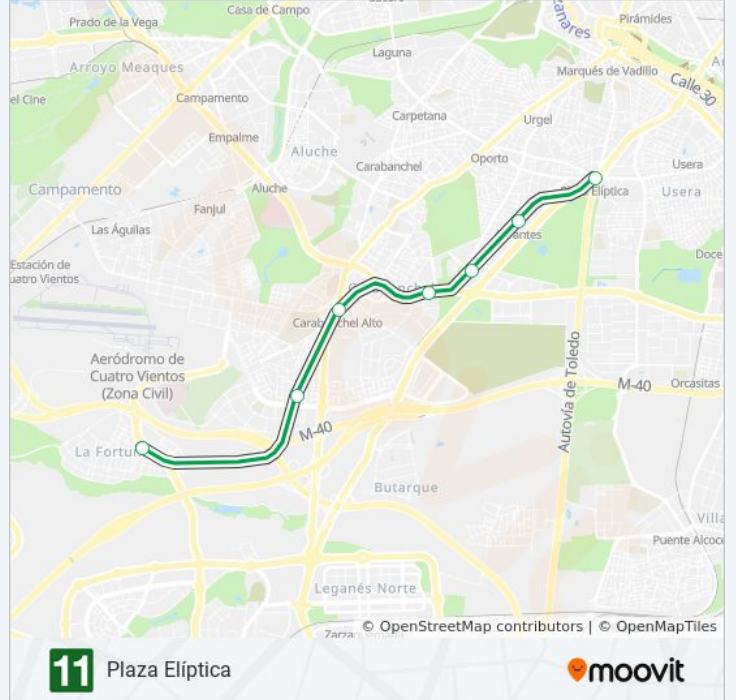 Casa de Campo
Prado de la Vega
Pirámides
Laguna
Arroyo Meaques
Marqués de Vadillo
Calle 30
el Cine
Campamento
Carpetana
Urgel
Empalme
Aluche
Carabanchel
Oporto
Usera
Campamento
Aluche
Elíptica
Usera
Fanjul
Las Águilas
antes
Doce
Estación de
uatro Vientos
Carab
chel Alto
Aeródromo de
Cuatro Vientos
(Zona Civil)
Autovía de Toledo
M-40
Orcasitas
M-40
La Fortu
Butarque
Villa
Puente Alcoce
Leganés Norte
© OpenStreetMap contributors | © OpenMapTiles
Zarza
11 Plaza Elíptica
moovit